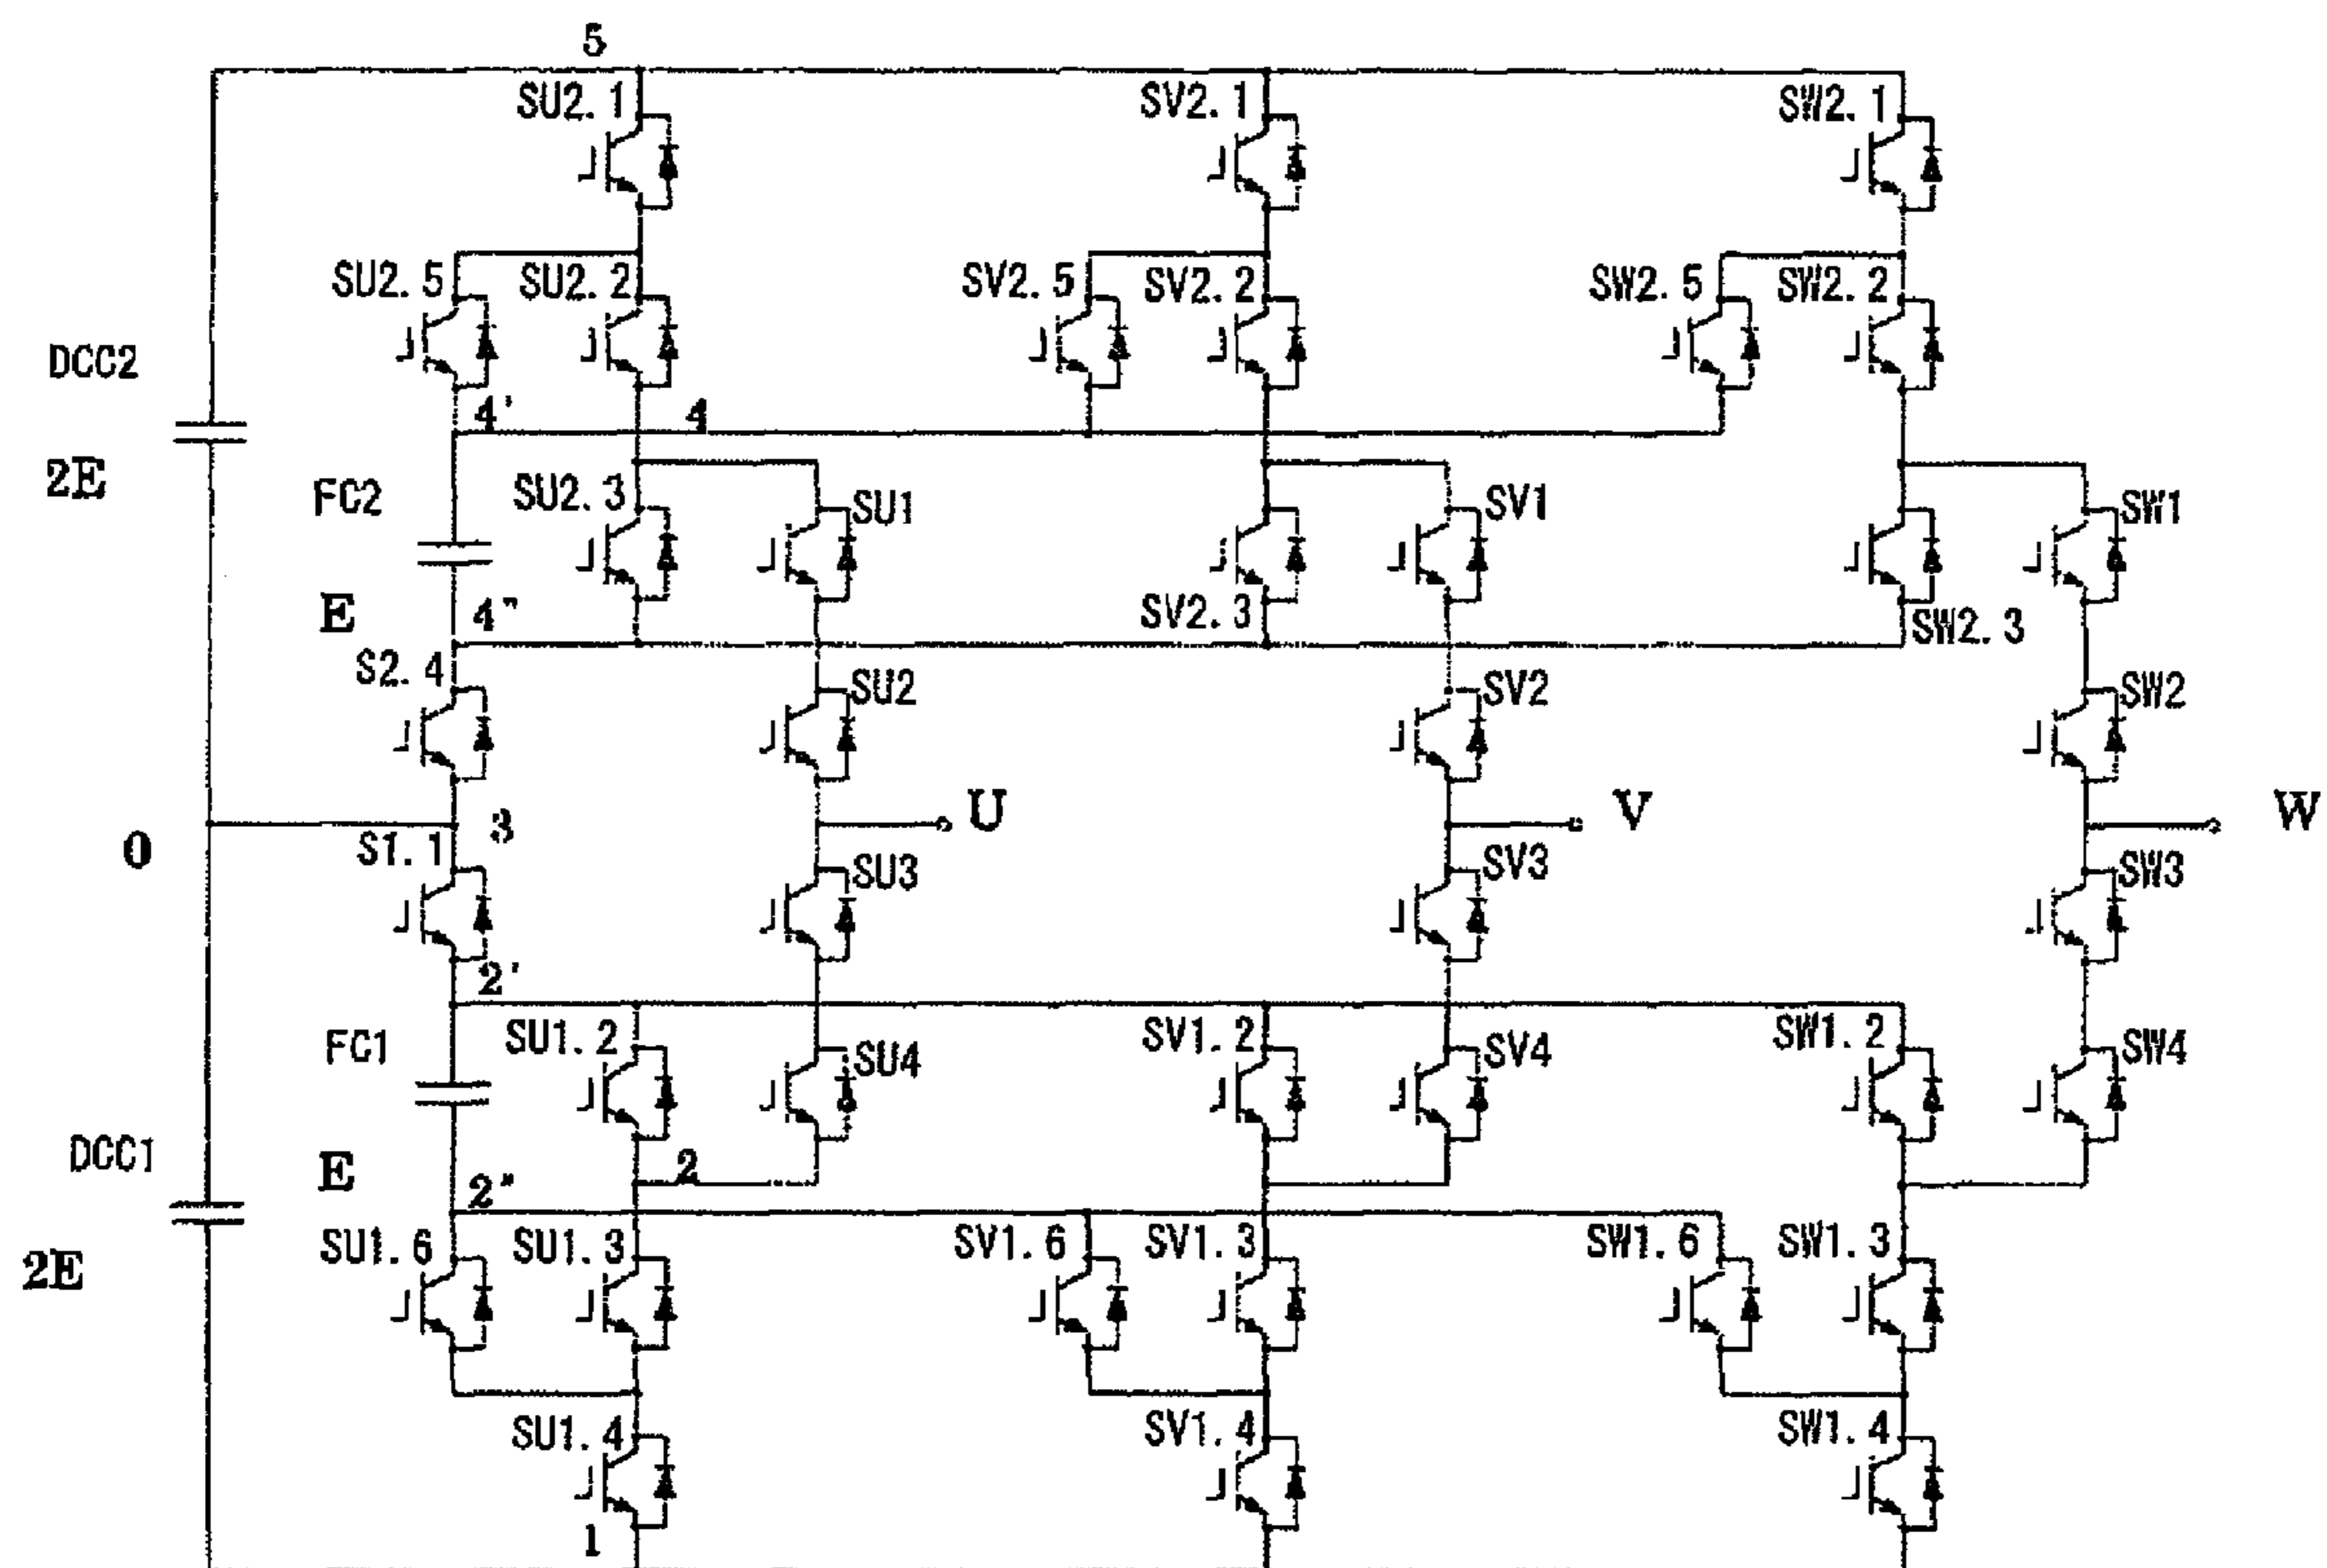 5
SU2. 1
SV2. 1
SW2. 1
SU2. 5
SU2. 2
SV2. 5
SV2. 2
SW2. 5
SW2. 2
DCC2
4'
4
2E
FC2
SU2. 3
SU1
SV1
SW1
E
4"
SV2. 3
SW2. 3
S2. 4
SU2
SV2
SW2
0
3
U
V
W
S1. 1
SU3
SV3
SW3
2'
FC1
SU1. 2
SU4
SV1. 2
SV4
SW1. 2
SW4
DCC1
E
2"
2
2E
SU1. 6
SU1. 3
SV1. 6
SV1. 3
SW1. 6
SW1. 3
SU1. 4
SV1. 4
SW1. 4
1